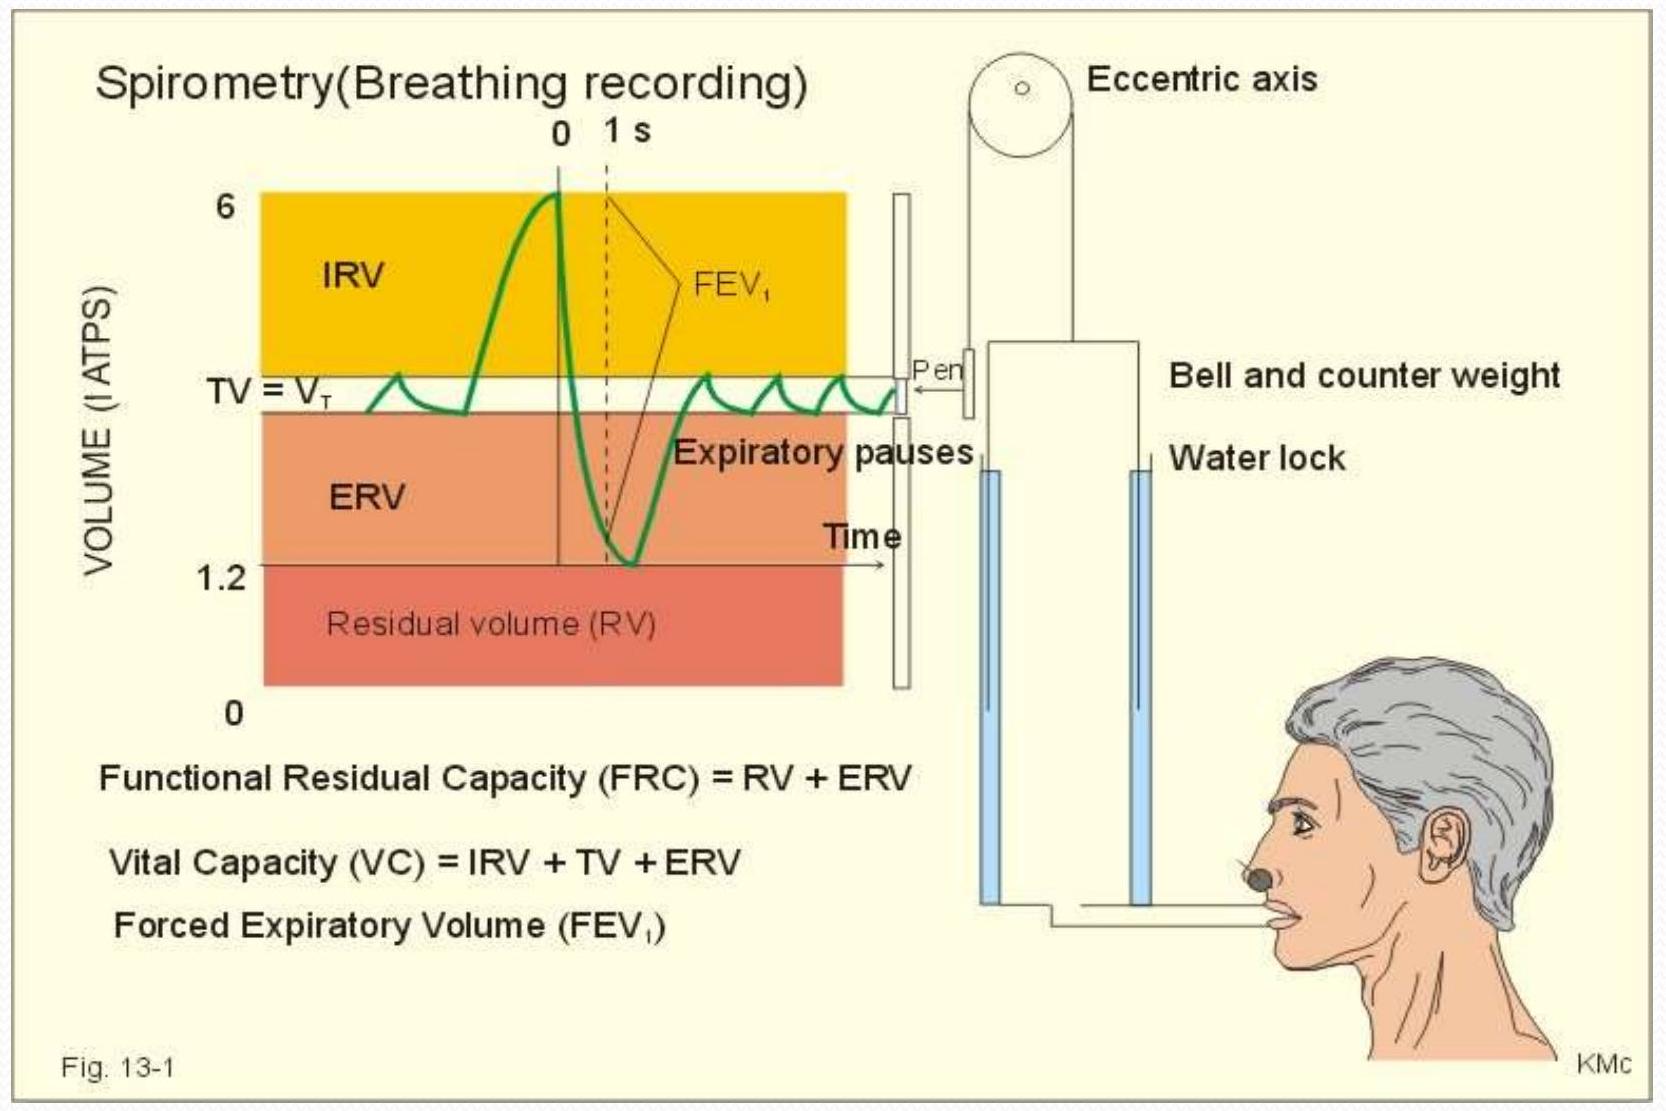 Spirometry(Breathing recording)
Eccentric axis
0 1 s
6
IRV
FEV₁
VOLUME (l ATPS)
TV = V_T
Pen
Bell and counter weight
Expiratory pauses
Water lock
ERV
Time
1.2
Residual volume (RV)
0
Functional Residual Capacity (FRC) = RV + ERV
Vital Capacity (VC) = IRV + TV + ERV
Forced Expiratory Volume (FEV₁)
Fig. 13-1
KMc